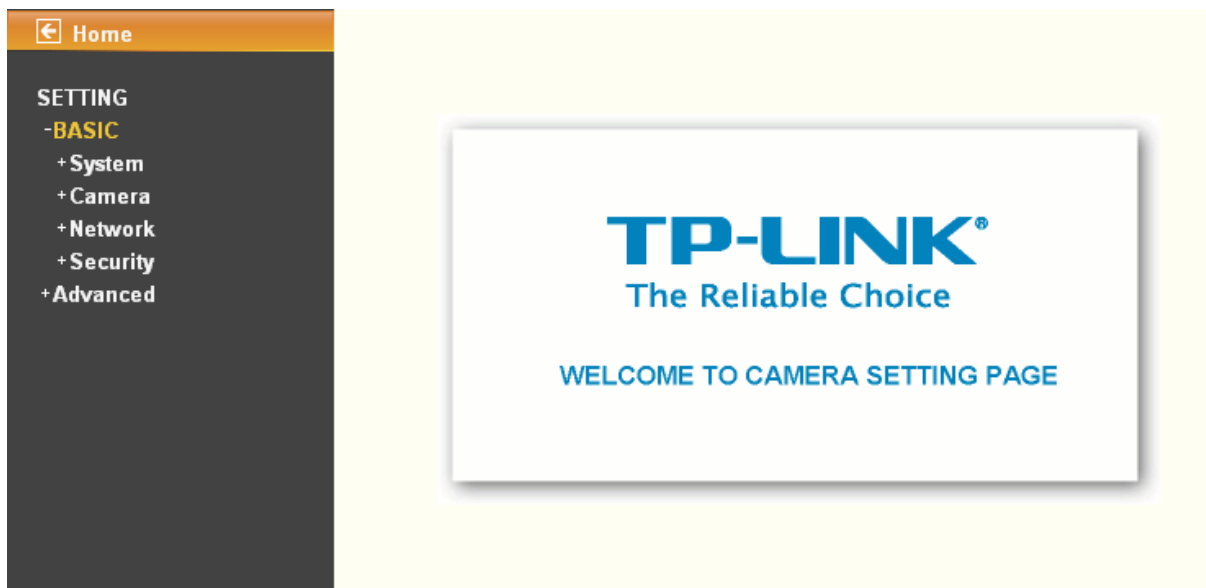 Home
SETTING
-BASIC
+System
+Camera
+Network
+Security
+Advanced
TP-LINK®
The Reliable Choice
WELCOME TO CAMERA SETTING PAGE